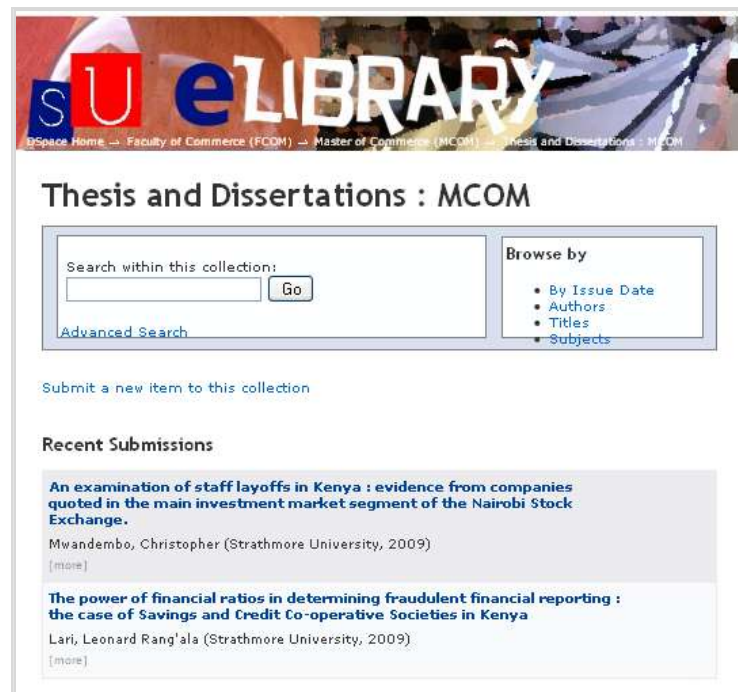 SU eLIBRARY
DSpace Home → Faculty of Commerce (FCOM) → Master of Commerce (MCOM) → Thesis and Dissertations : MCOM
Thesis and Dissertations : MCOM
Search within this collection:
Go
Advanced Search
Browse by
• By Issue Date
• Authors
• Titles
• Subjects
Submit a new item to this collection
Recent Submissions
An examination of staff layoffs in Kenya : evidence from companies
quoted in the main investment market segment of the Nairobi Stock
Exchange.
Mwandembo, Christopher (Strathmore University, 2009)
[more]
The power of financial ratios in determining fraudulent financial reporting :
the case of Savings and Credit Co-operative Societies in Kenya
Lari, Leonard Rang'ala (Strathmore University, 2009)
[more]